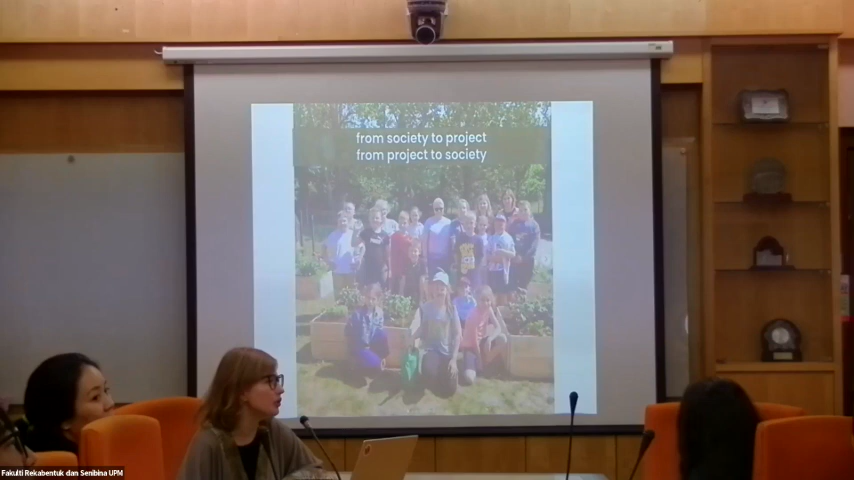 from society to project
from project to society
Fakulti Rekabentuk dan Senibina UPM